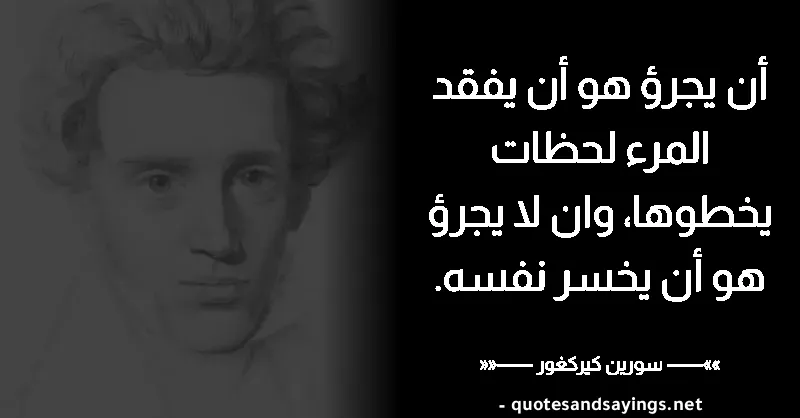 أن يجرؤ هو أن يفقد
المرء لحظات
يخطوها، وان لا يجرؤ
هو أن يخسر نفسه.
»»—— سورين كيركغور ——««
- quotesandsayings.net